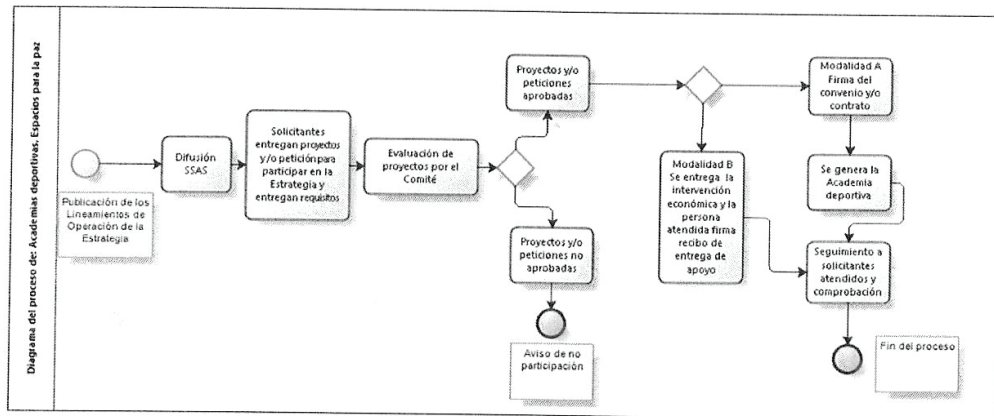 Diagrama del proceso de: Academias deportivas, Espacios para la paz
Publicación de los
Lineamientos de
Operación de la
Estrategia
Difusión
SSAS
Solicitantes
entregan proyectos
y/o petición para
participar en la
Estrategia y
entregan requisitos
Evaluación de
proyectos por el
Comité
Proyectos y/o
peticiones
aprobadas
Proyectos y/o
peticiones no
aprobadas
Aviso de no
participación
Modalidad A
Firma del
convenio y/o
contrato
Modalidad B
Se entrega la
intervención
económica y la
persona
atendida firma
recibo de
entrega de
apoyo
Se genera la
Academia
deportiva
Seguimiento a
solicitantes
atendidos y
comprobación
Fin del proceso